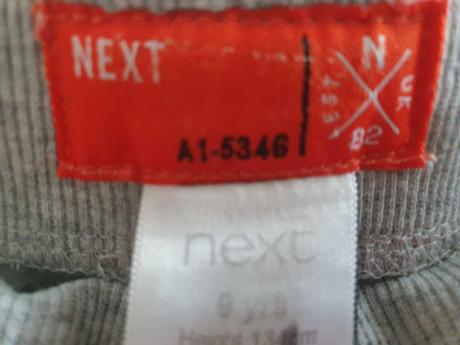 NEXT
A1-5346
EST. N UK 82
next
9 yrs
Height